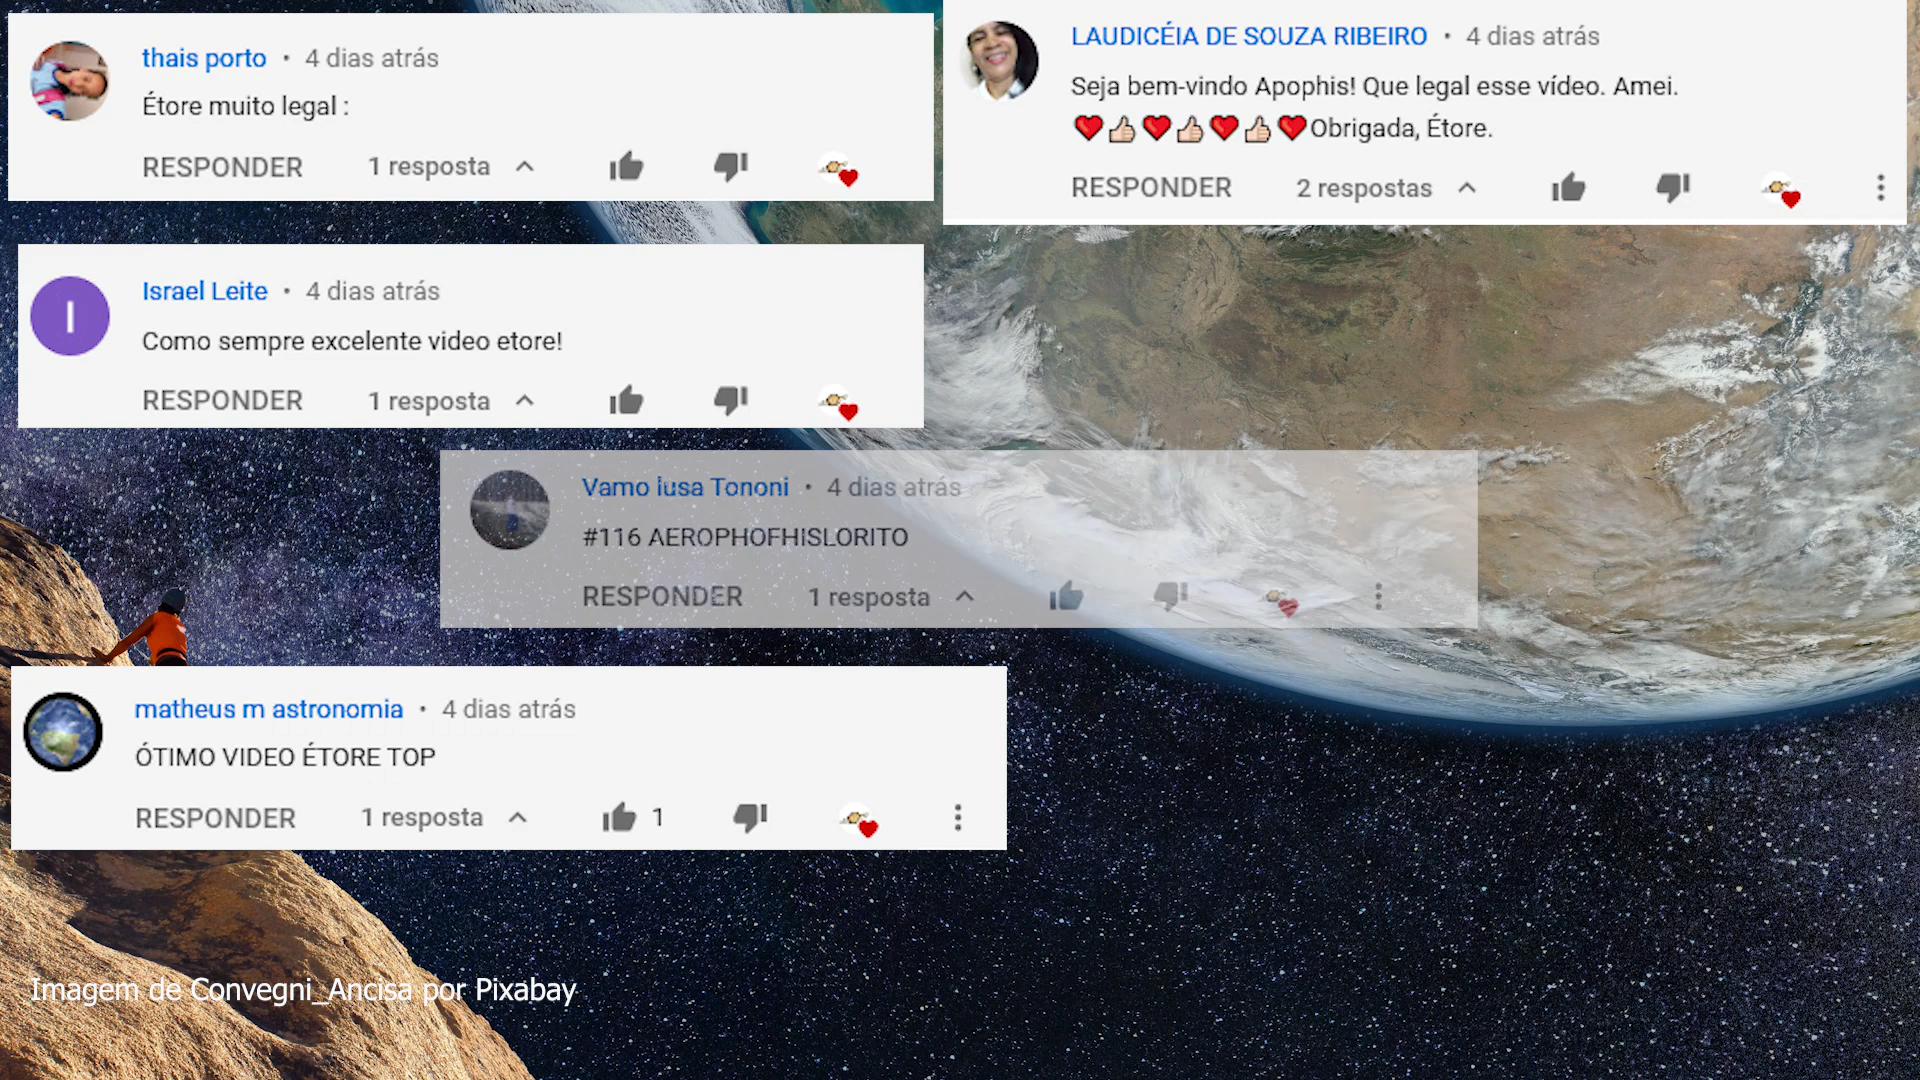 thais porto • 4 dias atrás
Étore muito legal :
RESPONDER 1 resposta
LAUDICÉIA DE SOUZA RIBEIRO • 4 dias atrás
Seja bem-vindo Apophis! Que legal esse vídeo. Amei.
❤️👍🏻❤️👍🏻❤️👍🏻❤️Obrigada, Étore.
RESPONDER 2 respostas
I
Israel Leite • 4 dias atrás
Como sempre excelente video etore!
RESPONDER 1 resposta
Vamo lusa Tononi • 4 dias atrás
#116 AEROPHOFHISLORITO
RESPONDER 1 resposta
matheus m astronomia • 4 dias atrás
ÓTIMO VIDEO ÉTORE TOP
RESPONDER 1 resposta 1
Imagem de Convegni_Ancisa por Pixabay